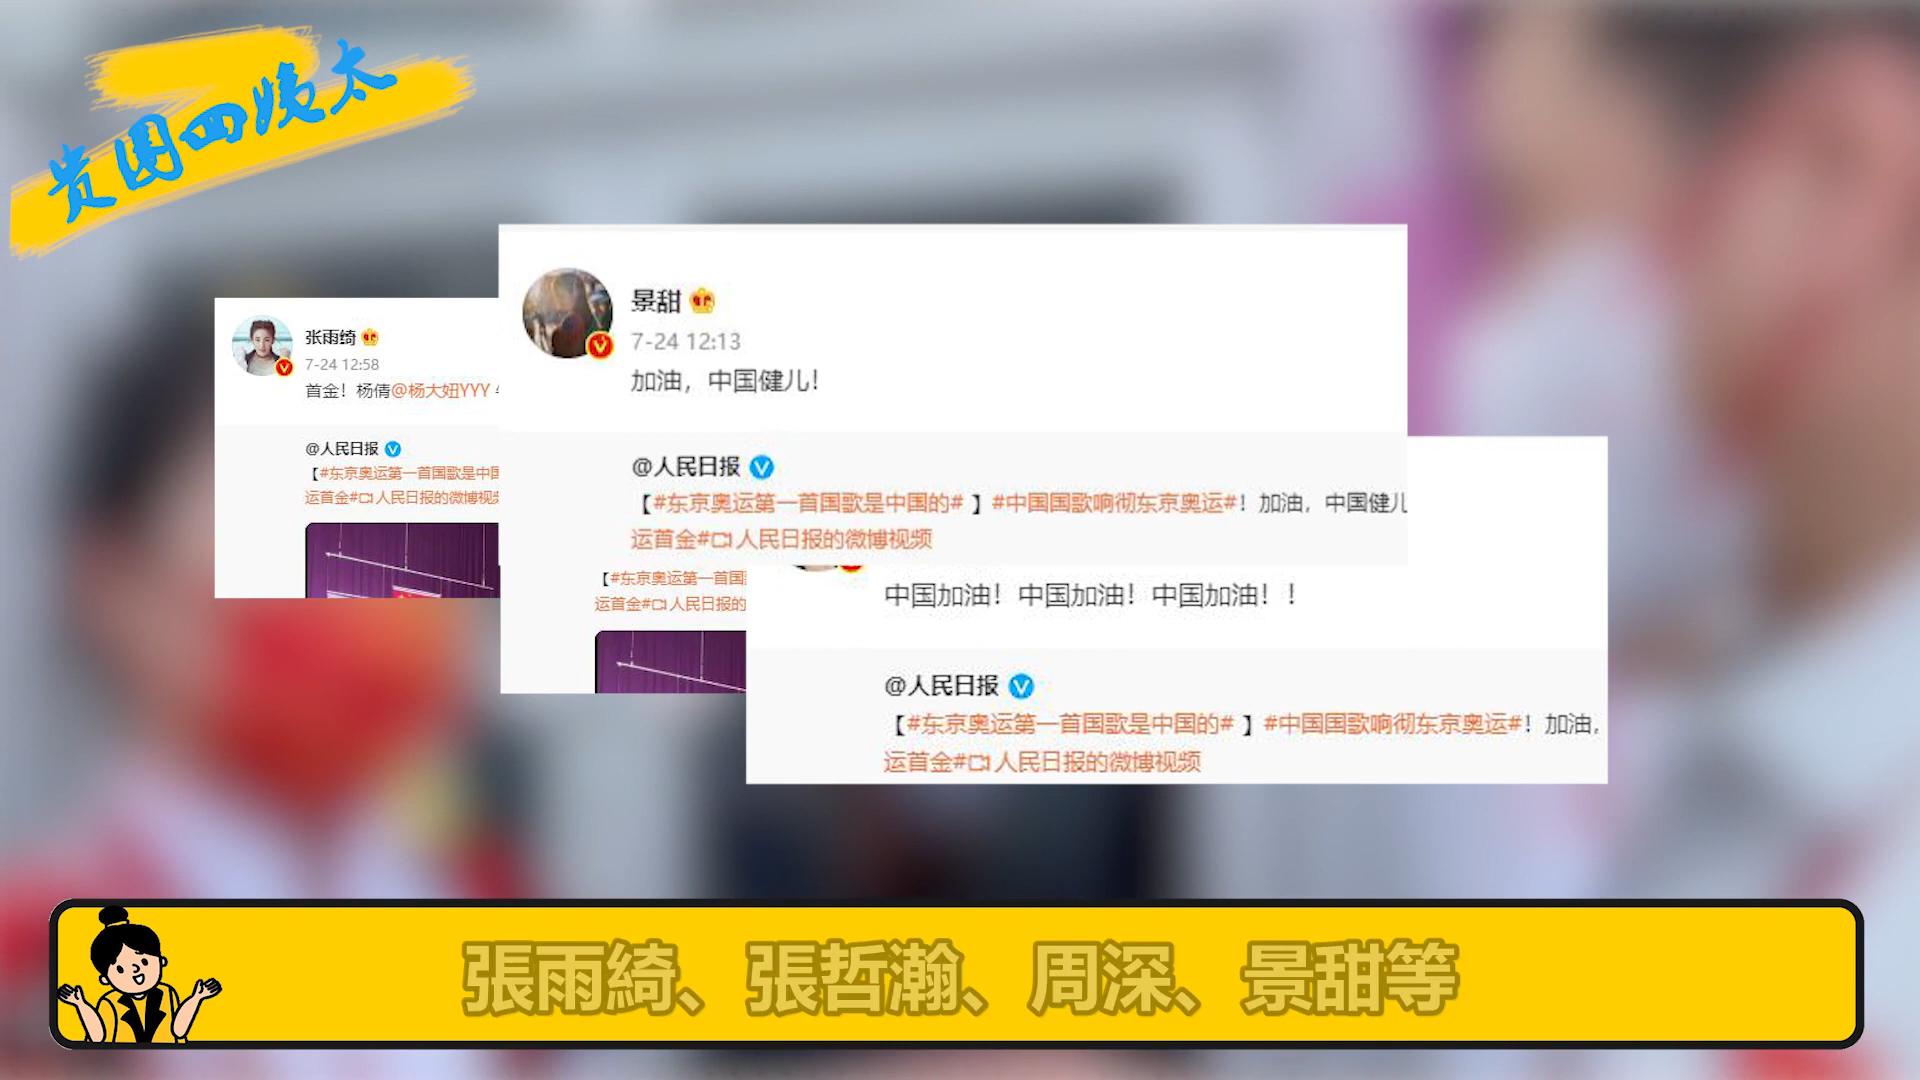 贵圈四姨太
张雨绮
7-24 12:58
首金！杨倩@杨大妞YYY
@人民日报
【#东京奥运第一首国歌是中国
运首金# 人民日报的微博视频
景甜
7-24 12:13
加油，中国健儿！
@人民日报
【#东京奥运第一首国歌是中国的# 】#中国国歌响彻东京奥运#！加油，中国健儿
运首金# 人民日报的微博视频
【#东京奥运第一首国
运首金# 人民日报的
中国加油！中国加油！中国加油！！
@人民日报
【#东京奥运第一首国歌是中国的# 】#中国国歌响彻东京奥运#！加油，
运首金# 人民日报的微博视频
張雨綺、張哲瀚、周深、景甜等